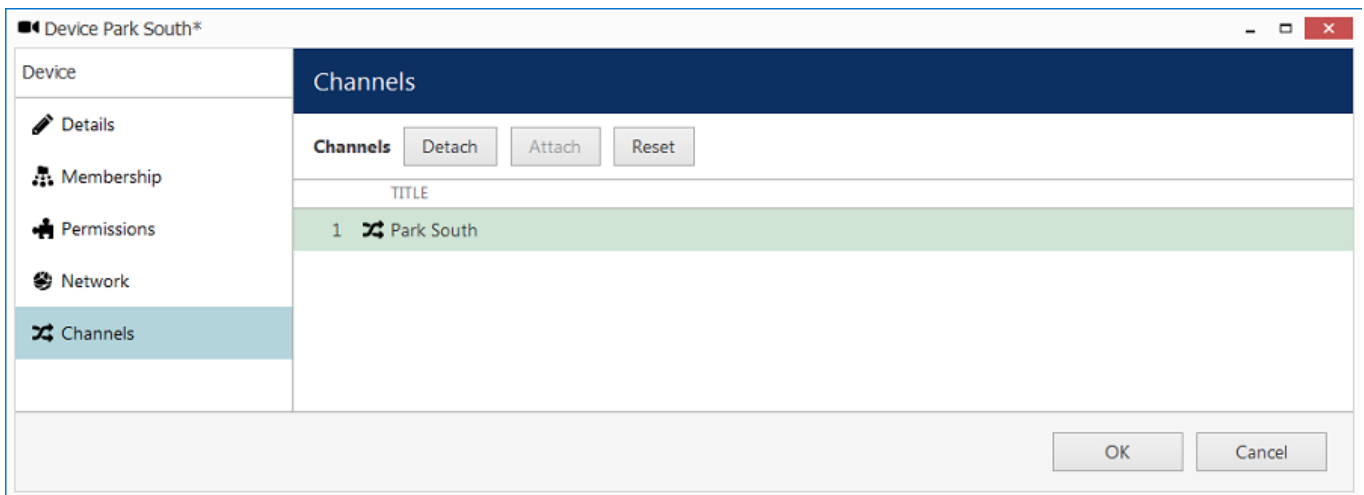 Device Park South*
Device
Details
Membership
Permissions
Network
Channels
Channels
Channels Detach Attach Reset
TITLE
1 Park South
OK Cancel